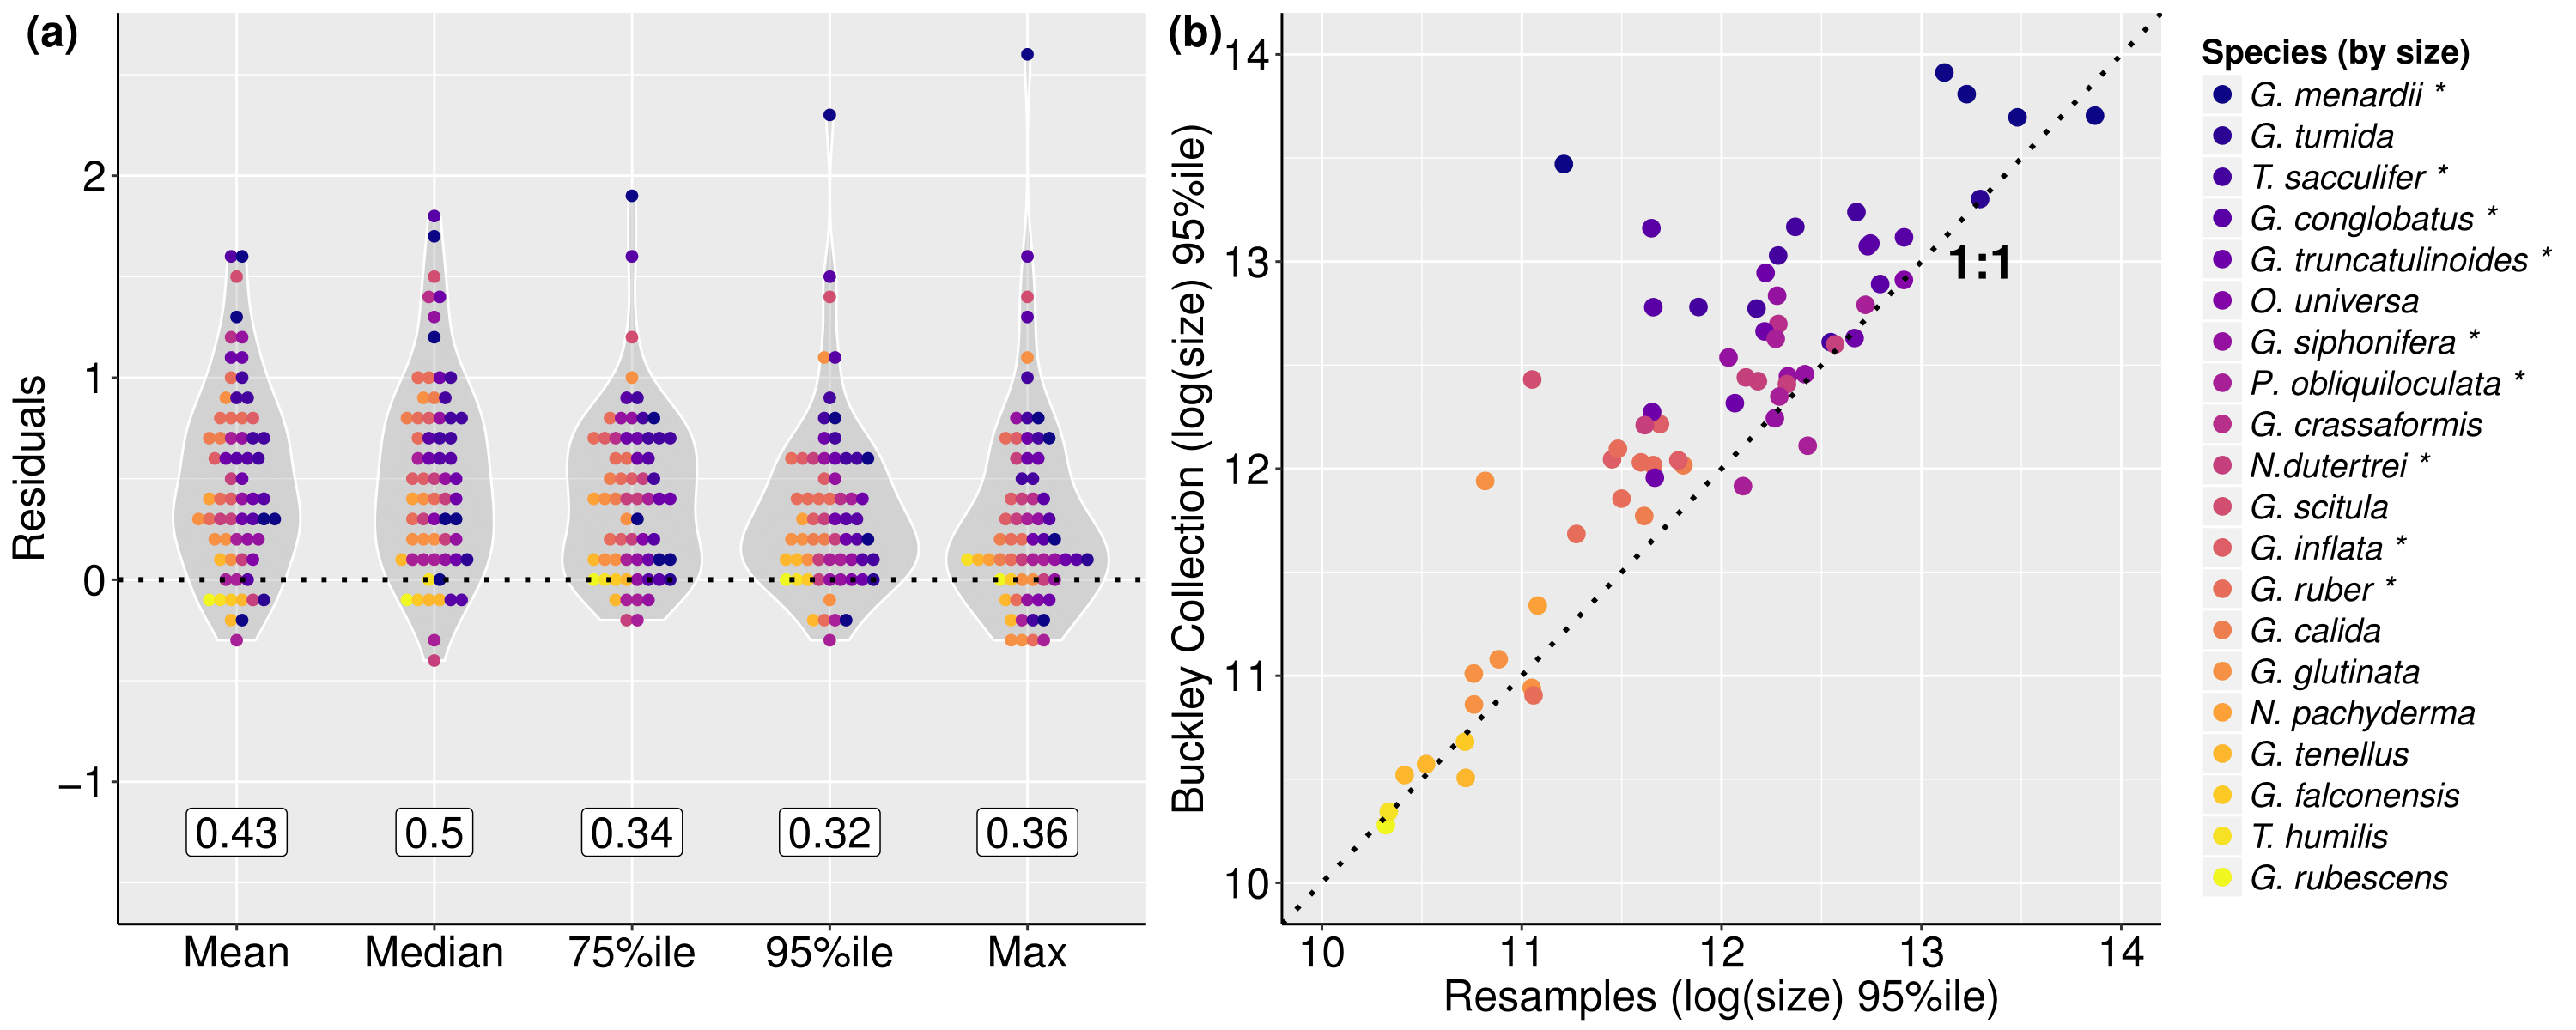 (a)
Residuals
2
1
0
−1
0.43
0.5
0.34
0.32
0.36
Mean
Median
75%ile
95%ile
Max
(b)
Buckley Collection (log(size) 95%ile)
14
13
12
11
10
1:1
10
11
12
13
14
Resamples (log(size) 95%ile)
Species (by size)
G. menardii *
G. tumida
T. sacculifer *
G. conglobatus *
G. truncatulinoides *
O. universa
G. siphonifera *
P. obliquiloculata *
G. crassaformis
N.dutertrei *
G. scitula
G. inflata *
G. ruber *
G. calida
G. glutinata
N. pachyderma
G. tenellus
G. falconensis
T. humilis
G. rubescens